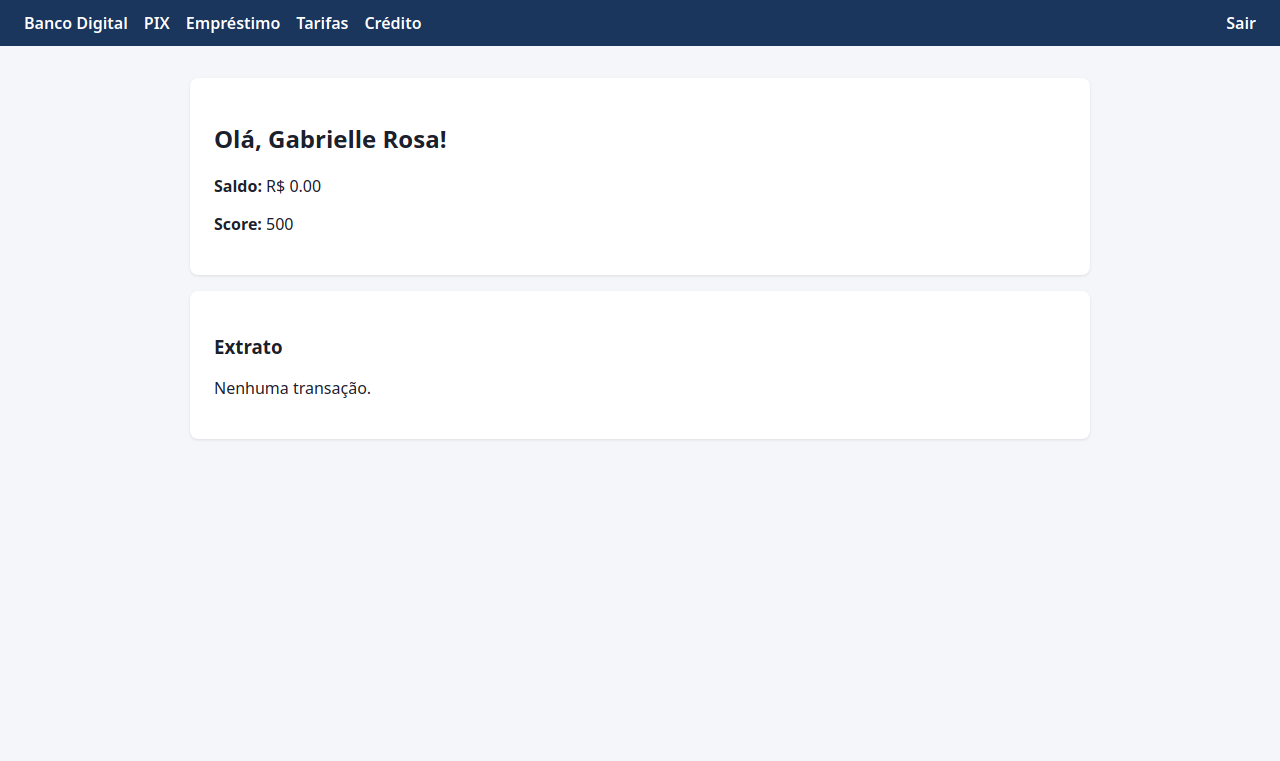 Banco Digital PIX Empréstimo Tarifas Crédito Sair
Olá, Gabrielle Rosa!
Saldo: R$ 0.00
Score: 500
Extrato
Nenhuma transação.